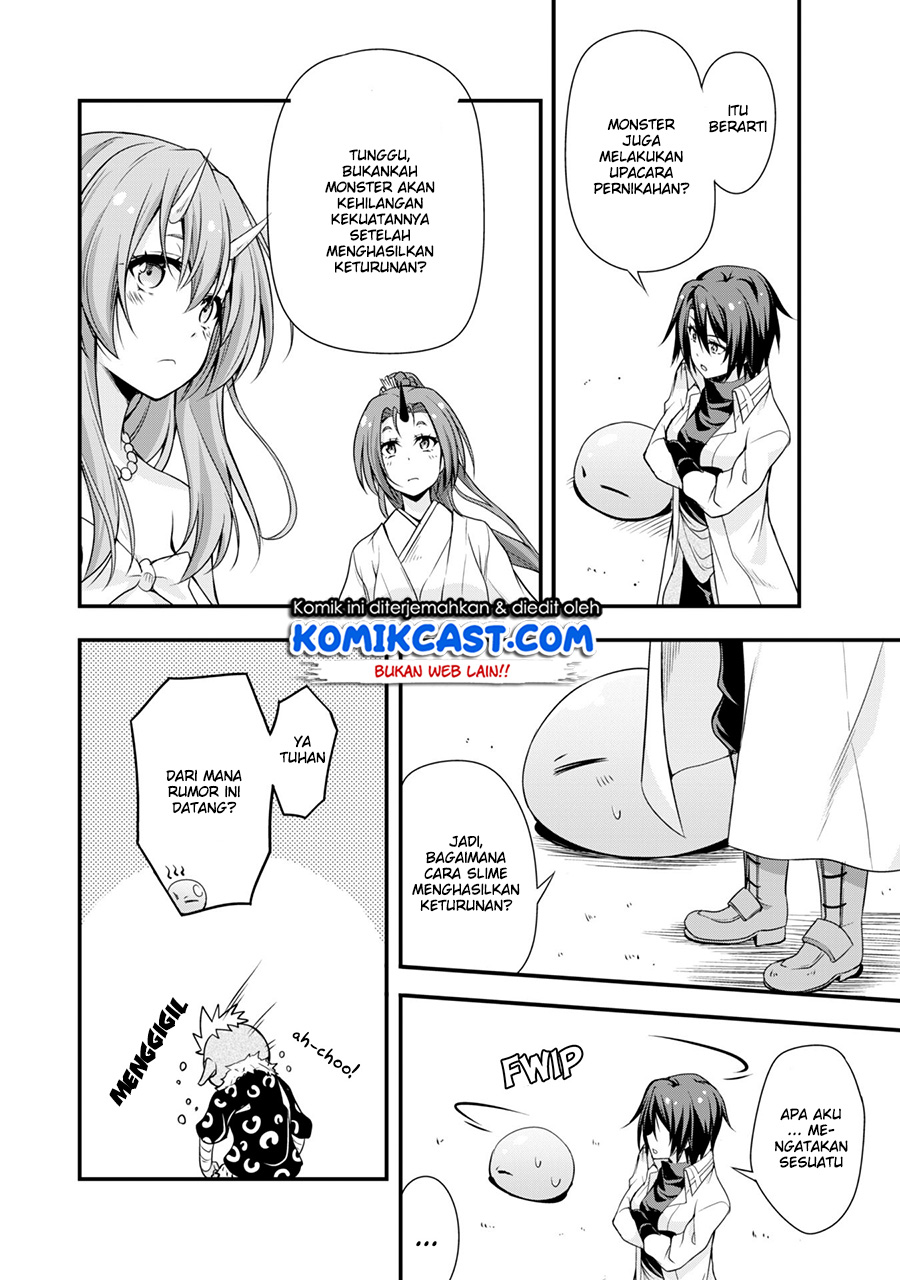 ITU
BERARTI
MONSTER
JUGA
MELAKUKAN
UPACARA
PERNIKAHAN?
TUNGGU,
BUKANKAH
MONSTER AKAN
KEHILANGAN
KEKUATANNYA
SETELAH
MENGHASILKAN
KETURUNAN?
Komik ini diterjemahkan & diedit oleh
KOMIKCAST.COM
BUKAN WEB LAIN!!
JADI,
BAGAIMANA
CARA SLIME
MENGHASILKAN
KETURUNAN?
YA
TUHAN
DARI MANA
RUMOR INI
DATANG?
MENGGIGIL
ah-choo!
FWIP
APA AKU
... ME-
NGATAKAN
SESUATU
...